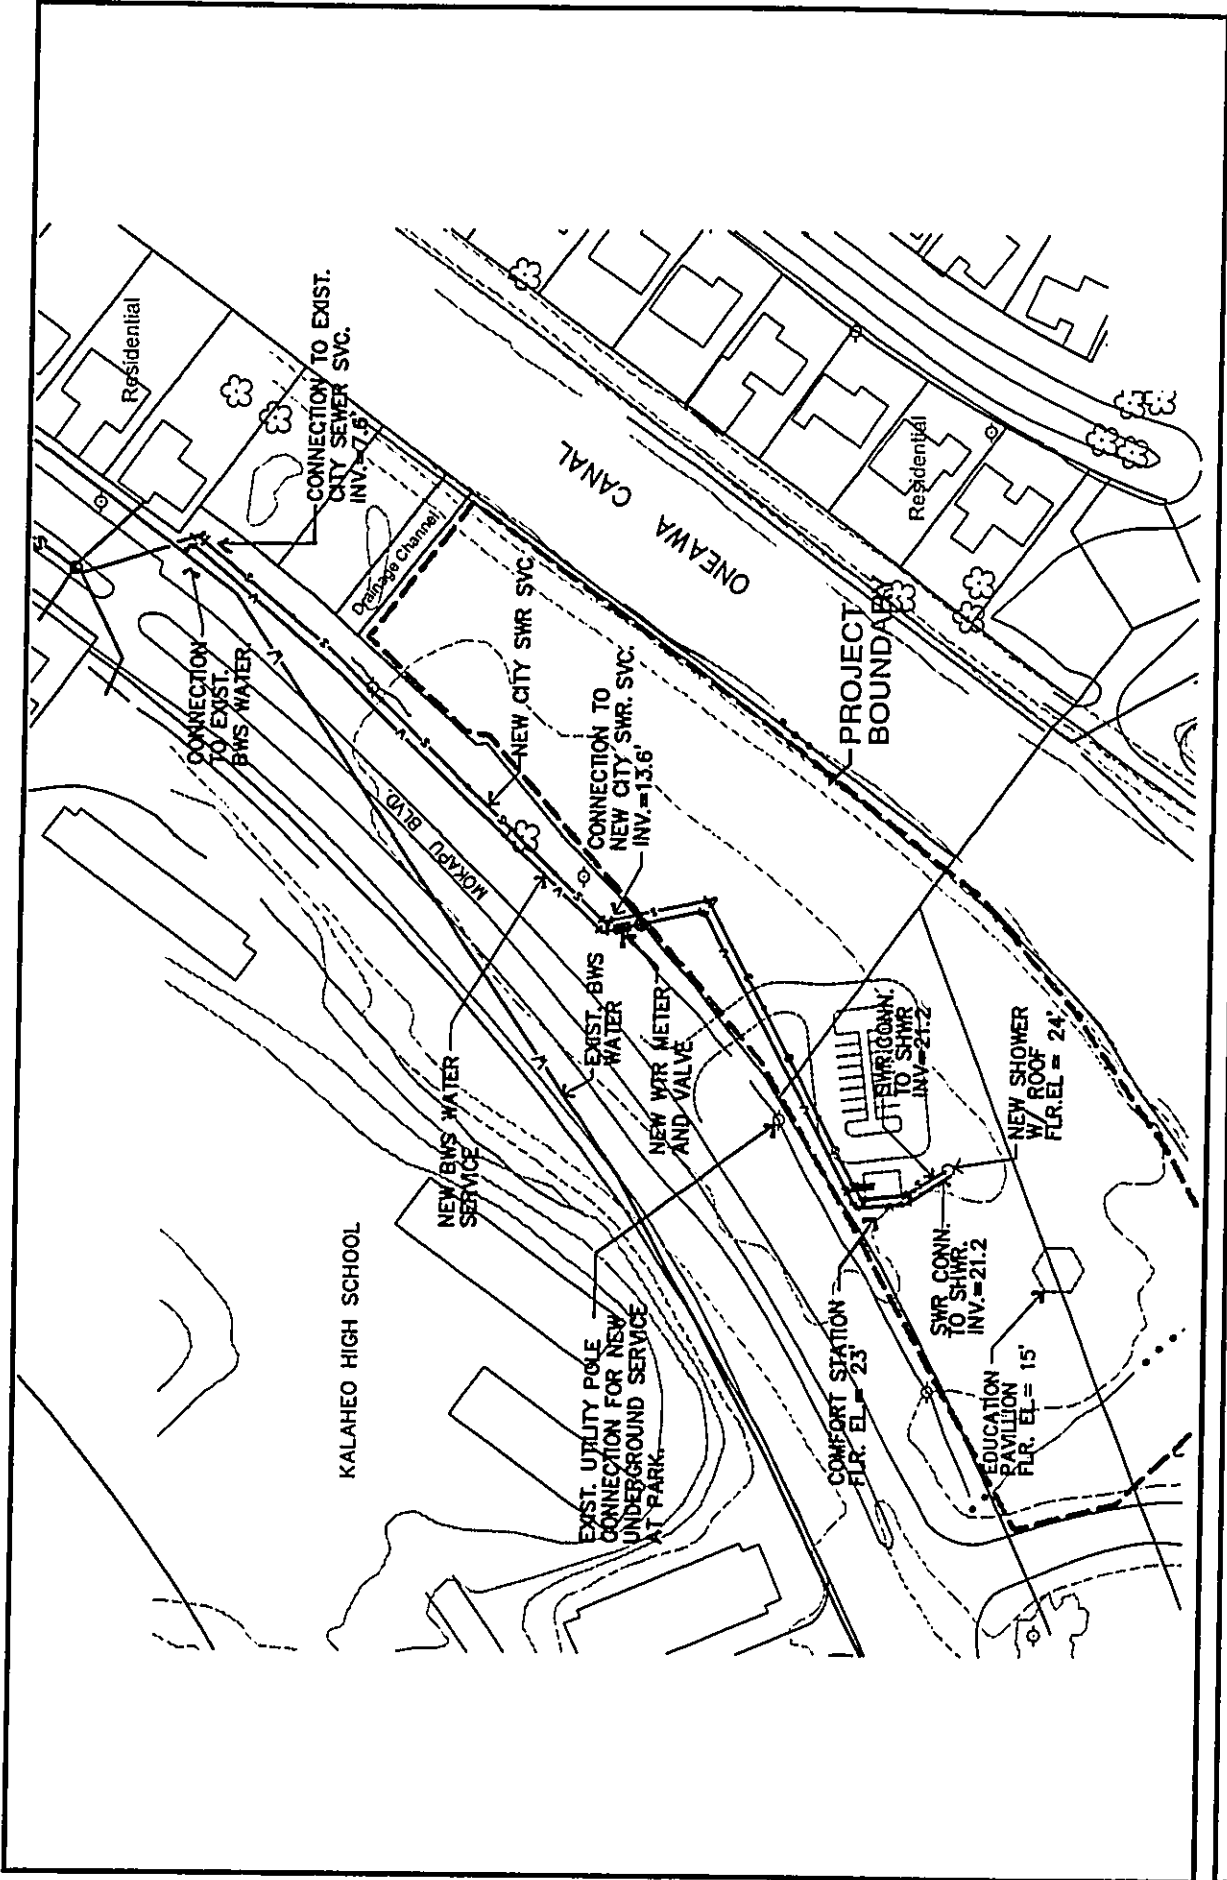 KALAHEO HIGH SCHOOL
NEW BWS WATER
SERVICE
CONNECTION
TO EXIST.
BWS WATER.
Residential
CONNECTION TO EXIST.
CITY SEWER SVC.
INV.=7.6'
Drainage Channel
MOKAPU BLVD.
NEW CITY SWR SVC.
ONEAWA CANAL
CONNECTION TO
NEW CITY SWR. SVC.
INV.=13.6'
EXIST. BWS
WATER
NEW WTR METER
AND VALVE
EXIST. UTILITY POLE
CONNECTION FOR NEW
UNDERGROUND SERVICE
AT PARK.
PROJECT
BOUNDARY
Residential
COMFORT STATION
FLR. EL = 23'
SWR CONN.
TO SHWR
INV=21.2
SWR CONN.
TO SHWR.
INV.=21.2
NEW SHOWER
W/ ROOF
FLR.EL = 24'
EDUCATION
PAVILLION
FLR. EL= 15'